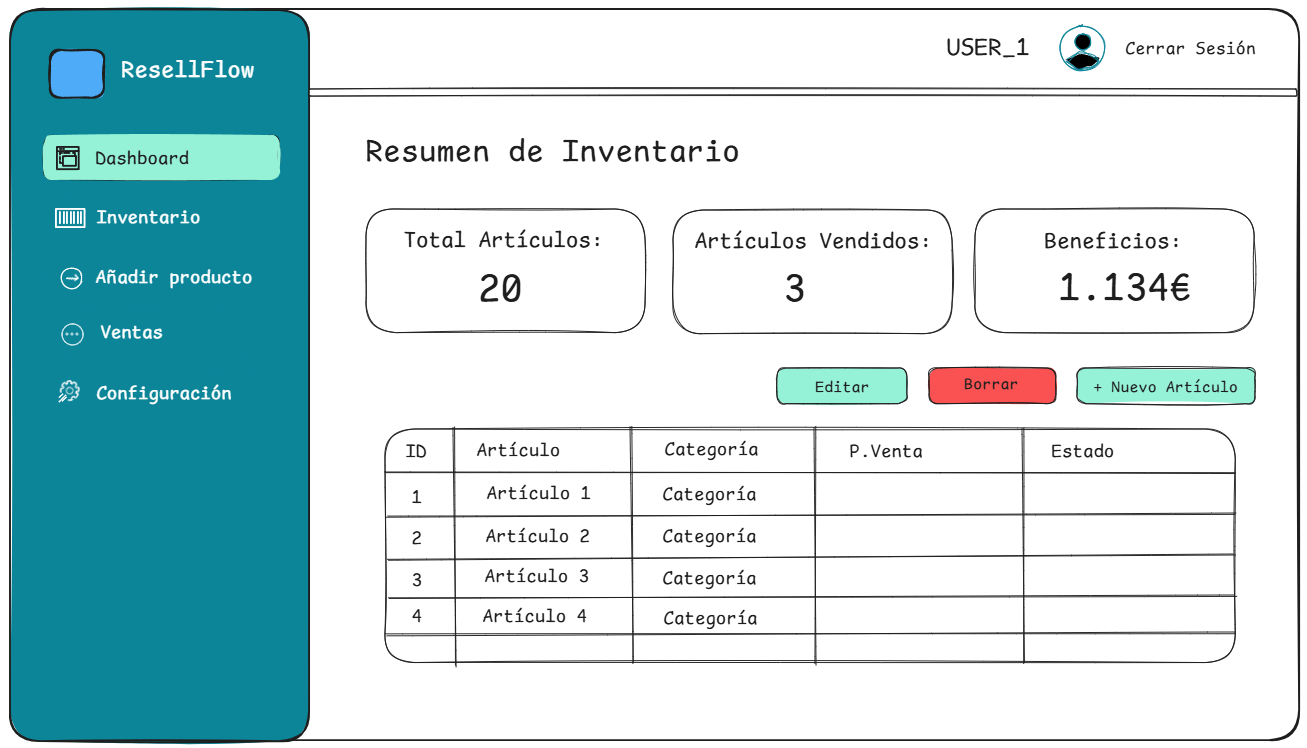 ResellFlow
Dashboard
Inventario
Añadir producto
Ventas
Configuración
USER_1 Cerrar Sesión
Resumen de Inventario
Total Artículos:
20
Artículos Vendidos:
3
Beneficios:
1.134€
Editar Borrar + Nuevo Artículo
ID Artículo Categoría P.Venta Estado
1 Artículo 1 Categoría
2 Artículo 2 Categoría
3 Artículo 3 Categoría
4 Artículo 4 Categoría